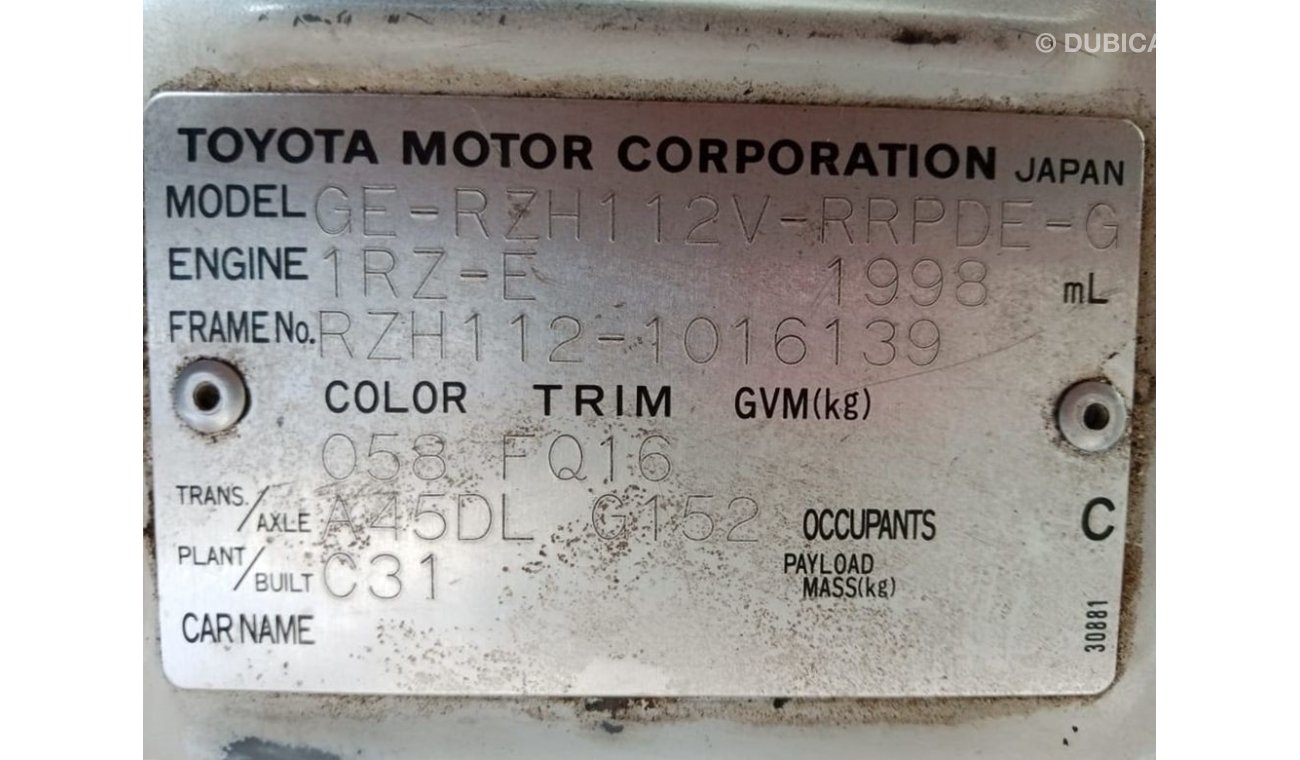 © DUBICA
TOYOTA MOTOR CORPORATION JAPAN
MODEL GE-RZH112V-RRPDE-G
ENGINE 1RZ-E 1998 mL
FRAME No. RZH112-1016139
COLOR TRIM GVM(kg)
058 FQ16
TRANS./AXLE A45DL G152 OCCUPANTS C
PLANT/BUILT C31 PAYLOAD
MASS(kg)
CAR NAME
30881